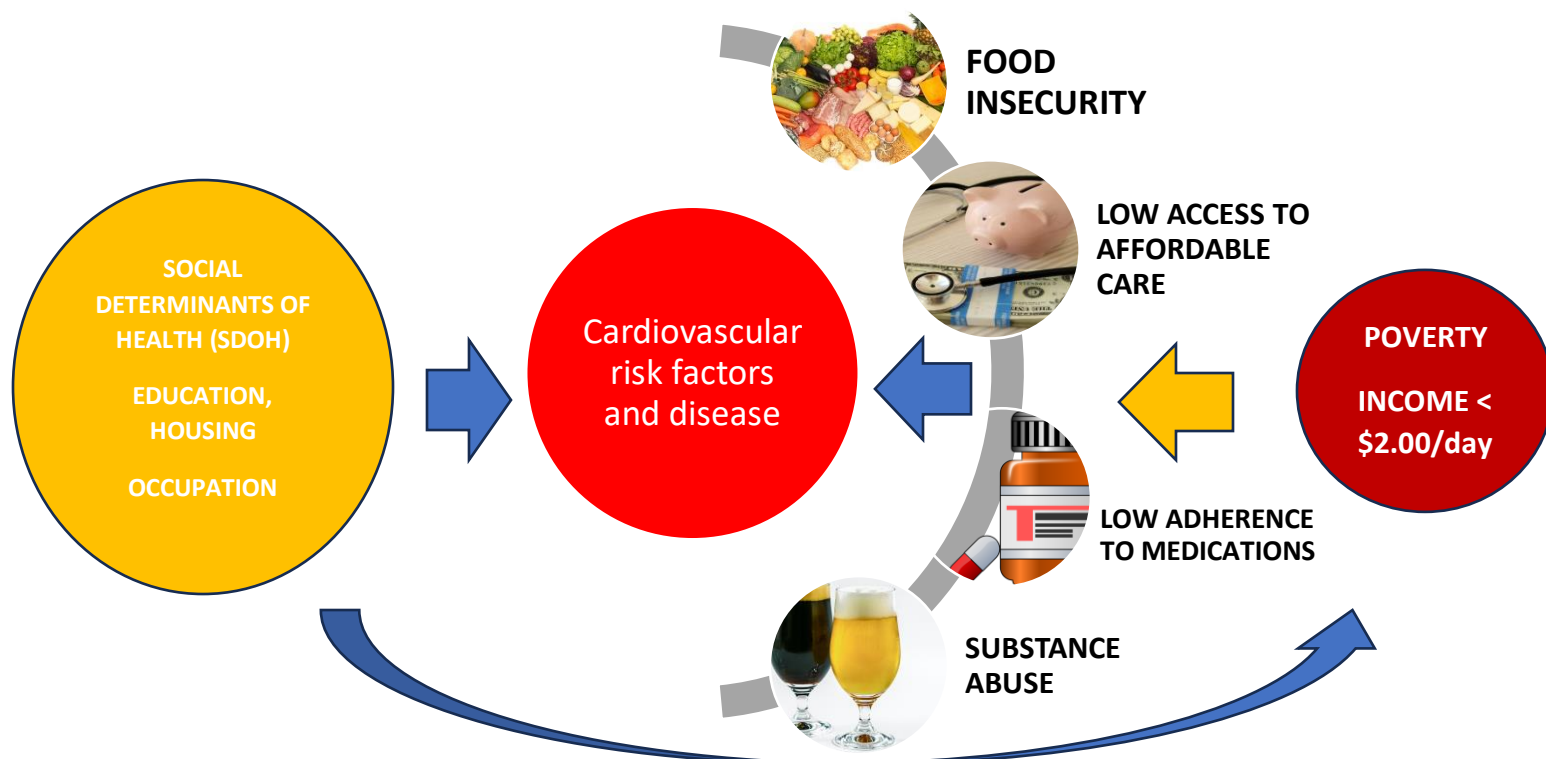 FOOD
INSECURITY
LOW ACCESS TO
AFFORDABLE
CARE
SOCIAL
DETERMINANTS OF
HEALTH (SDOH)
EDUCATION,
HOUSING
OCCUPATION
Cardiovascular
risk factors
and disease
POVERTY
INCOME <
$2.00/day
LOW ADHERENCE
TO MEDICATIONS
SUBSTANCE
ABUSE